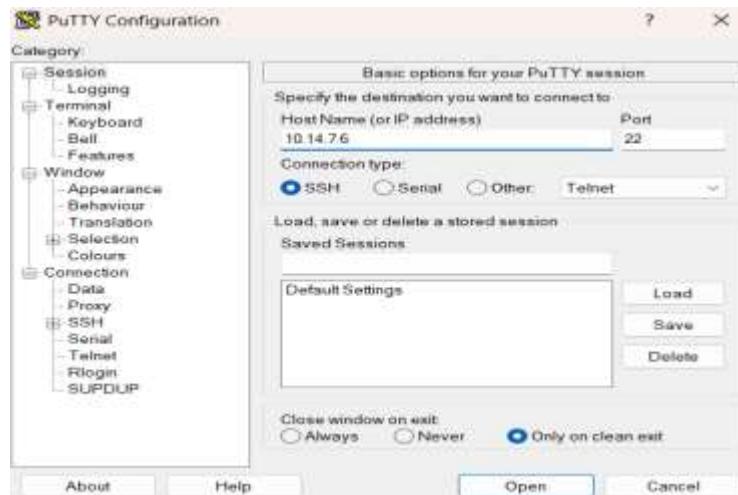 PuTTY Configuration
?
Category:
Session
Logging
Terminal
Keyboard
Bell
Features
Window
Appearance
Behaviour
Translation
Selection
Colours
Connection
Data
Proxy
SSH
Serial
Telnet
Rlogin
SUPDUP
Basic options for your PuTTY session
Specify the destination you want to connect to
Host Name (or IP address) Port
10.14.7.6 22
Connection type:
SSH Serial Other: Telnet
Load, save or delete a stored session
Saved Sessions
Default Settings
Load
Save
Delete
Close window on exit:
Always Never Only on clean exit
About Help Open Cancel